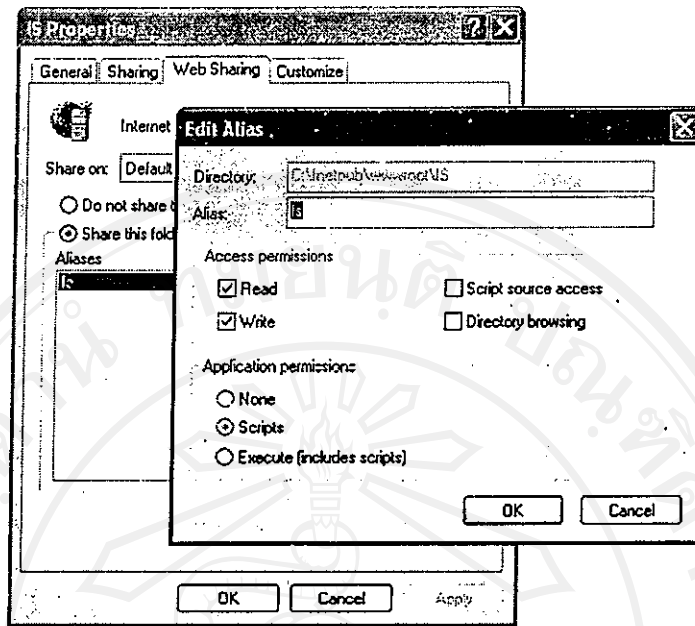 IS Properties
General Sharing Web Sharing Customize
Internet
Share on: Default
Do not share
Share this fold
Aliases
Is
Edit Alias
Directory: C:\Inetpub\wwwroot\IS
Alias: Is
Access permissions
Read Script source access
Write Directory browsing
Application permissions
None
Scripts
Execute (includes scripts)
OK Cancel
OK Cancel Apply